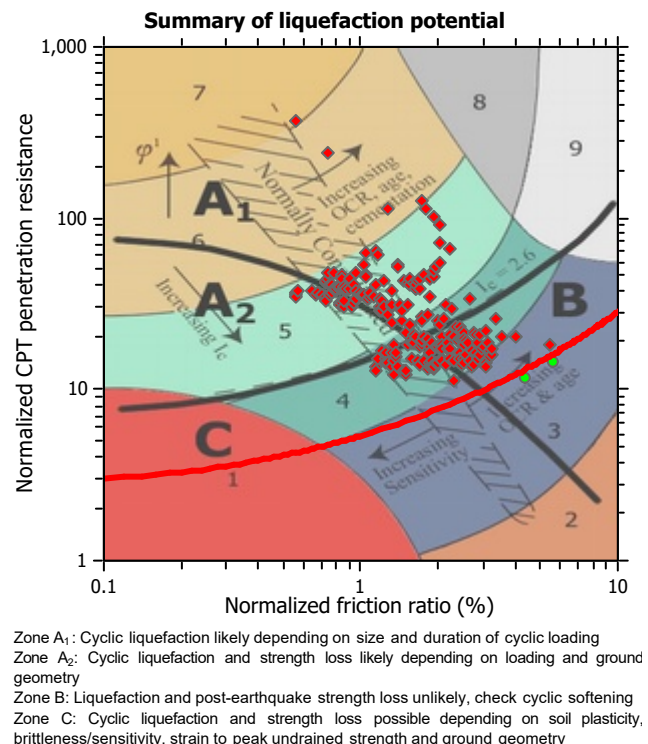 Summary of liquefaction potential
1,000
7
8
9
φ¹
A₁
Increasing
OCR, age,
cementation
Normally
100
Normalized CPT penetration resistance
6
A₂
Increasing Ic
Ic = 2.6
B
5
10
4
Increasing
OCR & age
C
Increasing
Sensitivity
3
1
2
1
0.1
1
10
Normalized friction ratio (%)
Zone A₁: Cyclic liquefaction likely depending on size and duration of cyclic loading
Zone A₂: Cyclic liquefaction and strength loss likely depending on loading and ground
geometry
Zone B: Liquefaction and post-earthquake strength loss unlikely, check cyclic softening
Zone C: Cyclic liquefaction and strength loss possible depending on soil plasticity,
brittleness/sensitivity, strain to peak undrained strength and ground geometry